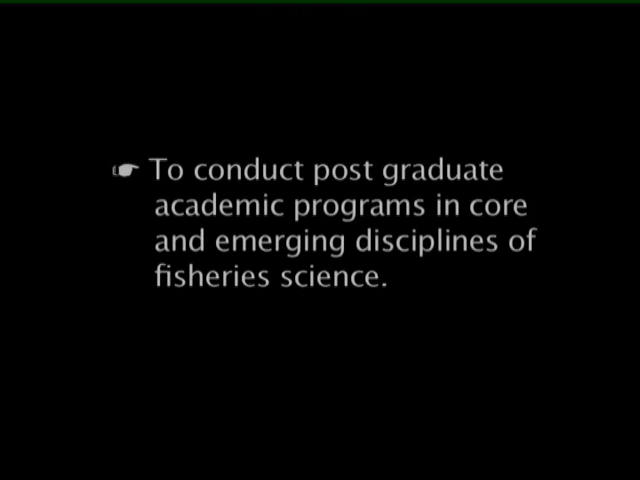 ☛ To conduct post graduate
academic programs in core
and emerging disciplines of
fisheries science.